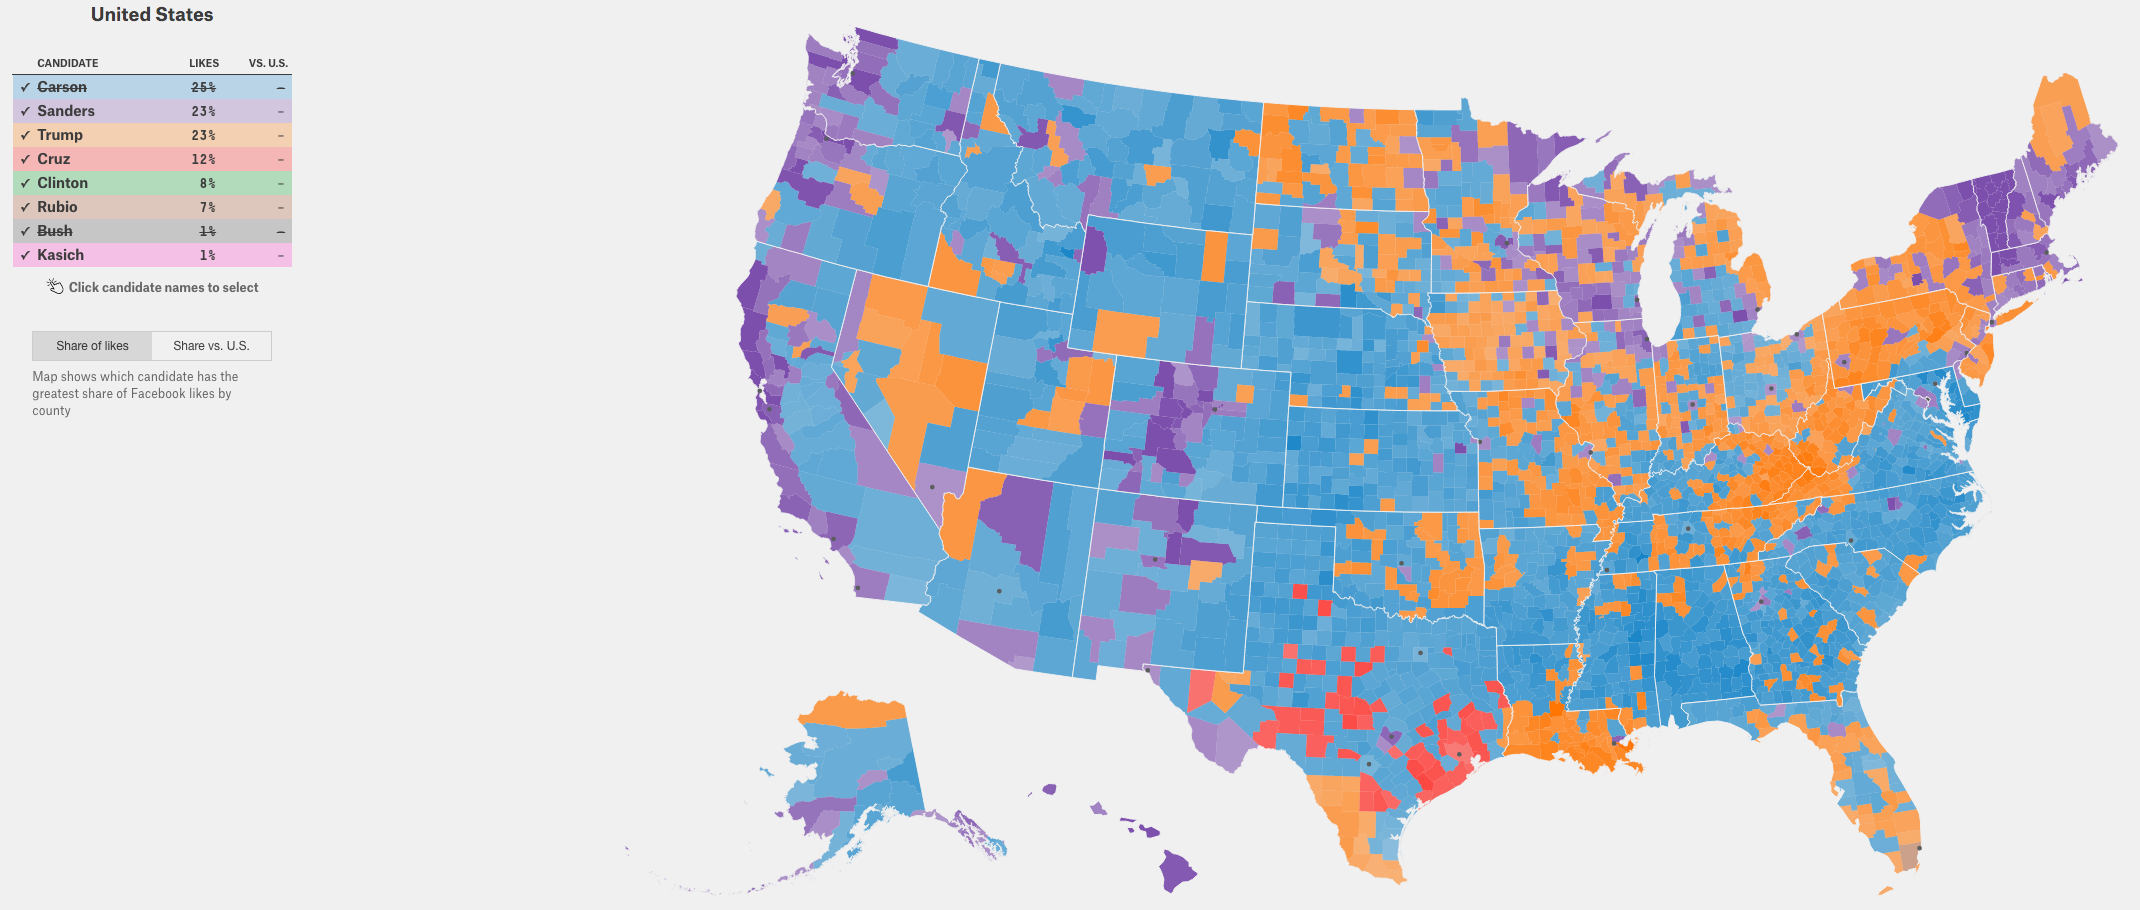 United States
CANDIDATE LIKES VS. U.S.
✓ Carson 25% –
✓ Sanders 23% –
✓ Trump 23% –
✓ Cruz 12% –
✓ Clinton 8% –
✓ Rubio 7% –
✓ Bush 1% –
✓ Kasich 1% –
Click candidate names to select
Share of likes Share vs. U.S.
Map shows which candidate has the
greatest share of Facebook likes by
county